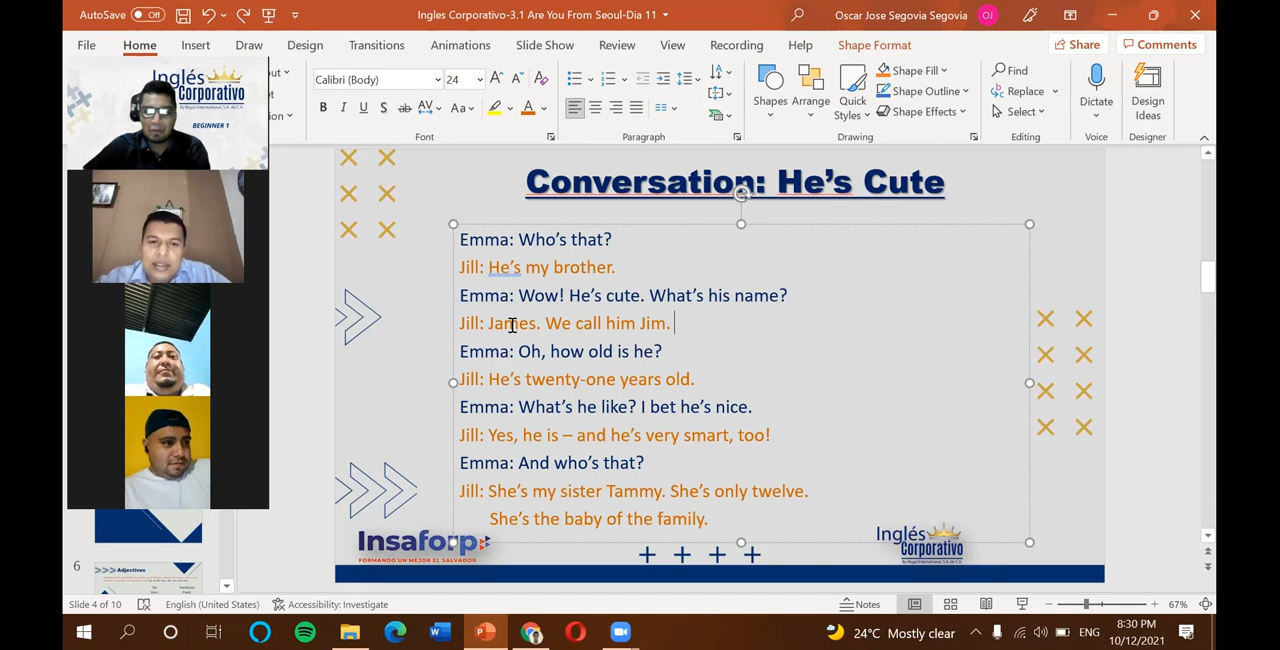 AutoSave
Off
Ingles Corporativo-3.1 Are You From Seoul-Dia 11
Oscar Jose Segovia Segovia
OJ
File
Home
Insert
Draw
Design
Transitions
Animations
Slide Show
Review
View
Recording
Help
Shape Format
Share
Comments
Calibri (Body)
24
Font
Paragraph
Shapes
Arrange
Quick
Styles
Shape Fill
Shape Outline
Shape Effects
Drawing
Find
Replace
Select
Editing
Dictate
Voice
Design
Ideas
Designer
Inglés
Corporativo
BEGINNER 1
Conversation: He's Cute
Emma: Who's that?
Jill: He's my brother.
Emma: Wow! He's cute. What's his name?
Jill: James. We call him Jim.
Emma: Oh, how old is he?
Jill: He's twenty-one years old.
Emma: What's he like? I bet he's nice.
Jill: Yes, he is – and he's very smart, too!
Emma: And who's that?
Jill: She's my sister Tammy. She's only twelve.
She's the baby of the family.
Insaforp
FORMANDO UN MEJOR EL SALVADOR
Inglés
Corporativo
6
Adjectives
Slide 4 of 10
English (United States)
Accessibility: Investigate
Notes
67%
24°C Mostly clear
ENG
8:30 PM
10/12/2021